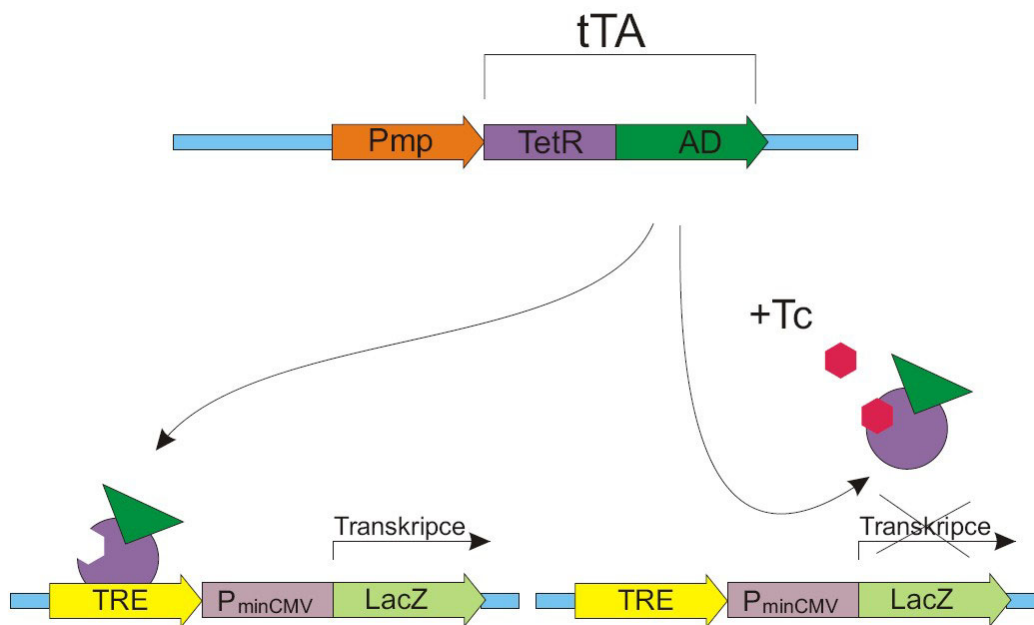 tTA
Pmp TetR AD
+Tc
Transkripce Transkripce
TRE PminCMV LacZ TRE PminCMV LacZ